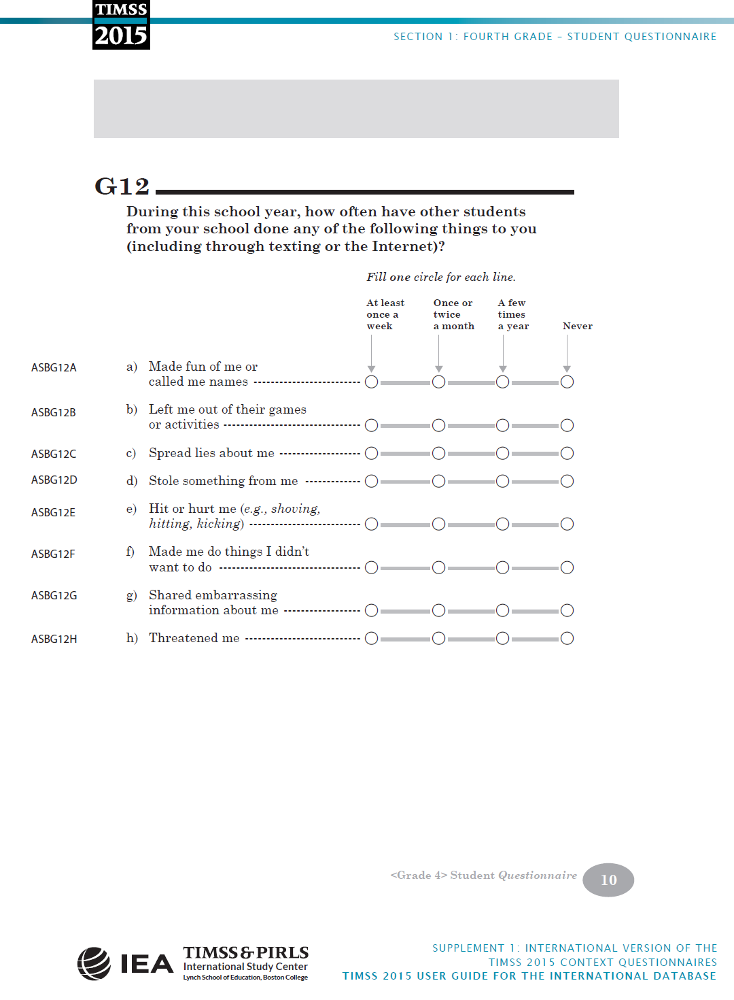 TIMSS
2015
SECTION 1: FOURTH GRADE – STUDENT QUESTIONNAIRE
G12
During this school year, how often have other students
from your school done any of the following things to you
(including through texting or the Internet)?
Fill one circle for each line.
At least once a week
Once or twice a month
A few times a year
Never
ASBG12A a) Made fun of me or
called me names
ASBG12B b) Left me out of their games
or activities
ASBG12C c) Spread lies about me
ASBG12D d) Stole something from me
ASBG12E e) Hit or hurt me (e.g., shoving,
hitting, kicking)
ASBG12F f) Made me do things I didn’t
want to do
ASBG12G g) Shared embarrassing
information about me
ASBG12H h) Threatened me
<Grade 4> Student Questionnaire 10
IEA
TIMSS & PIRLS
International Study Center
Lynch School of Education, Boston College
SUPPLEMENT 1: INTERNATIONAL VERSION OF THE
TIMSS 2015 CONTEXT QUESTIONNAIRES
TIMSS 2015 USER GUIDE FOR THE INTERNATIONAL DATABASE